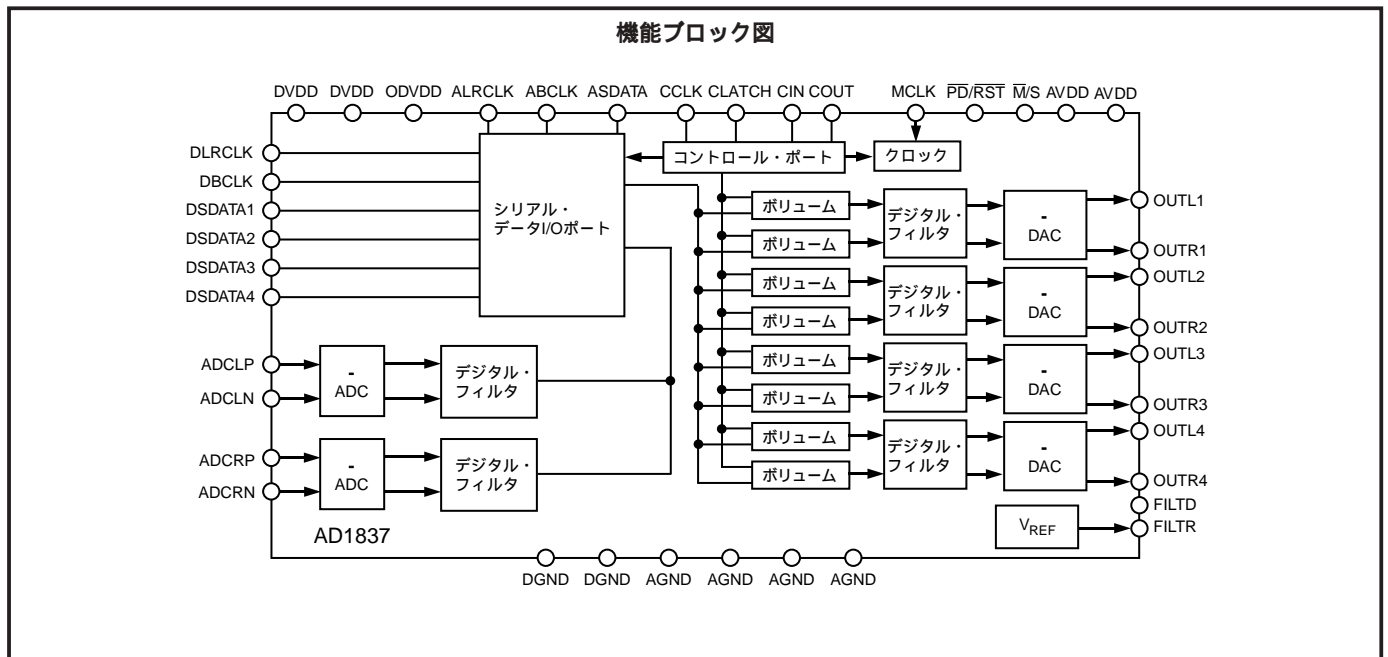 機能ブロック図
DVDD DVDD ODVDD ALRCLK ABCLK ASDATA CCLK CLATCH CIN COUT MCLK P̅D̅/R̅S̅T̅ M̅/S AVDD AVDD
DLRCLK
DBCLK
DSDATA1
DSDATA2
DSDATA3
DSDATA4
シリアル・
データI/Oポート
コントロール・ポート
クロック
ADCLP
ADCLN
-
ADC
デジタル・
フィルタ
ADCRP
ADCRN
-
ADC
デジタル・
フィルタ
ボリューム
ボリューム
デジタル・
フィルタ
-
DAC
OUTL1
OUTR1
ボリューム
ボリューム
デジタル・
フィルタ
-
DAC
OUTL2
OUTR2
ボリューム
ボリューム
デジタル・
フィルタ
-
DAC
OUTL3
OUTR3
ボリューム
ボリューム
デジタル・
フィルタ
-
DAC
OUTL4
OUTR4
FILTD
VREF
FILTR
AD1837
DGND DGND AGND AGND AGND AGND